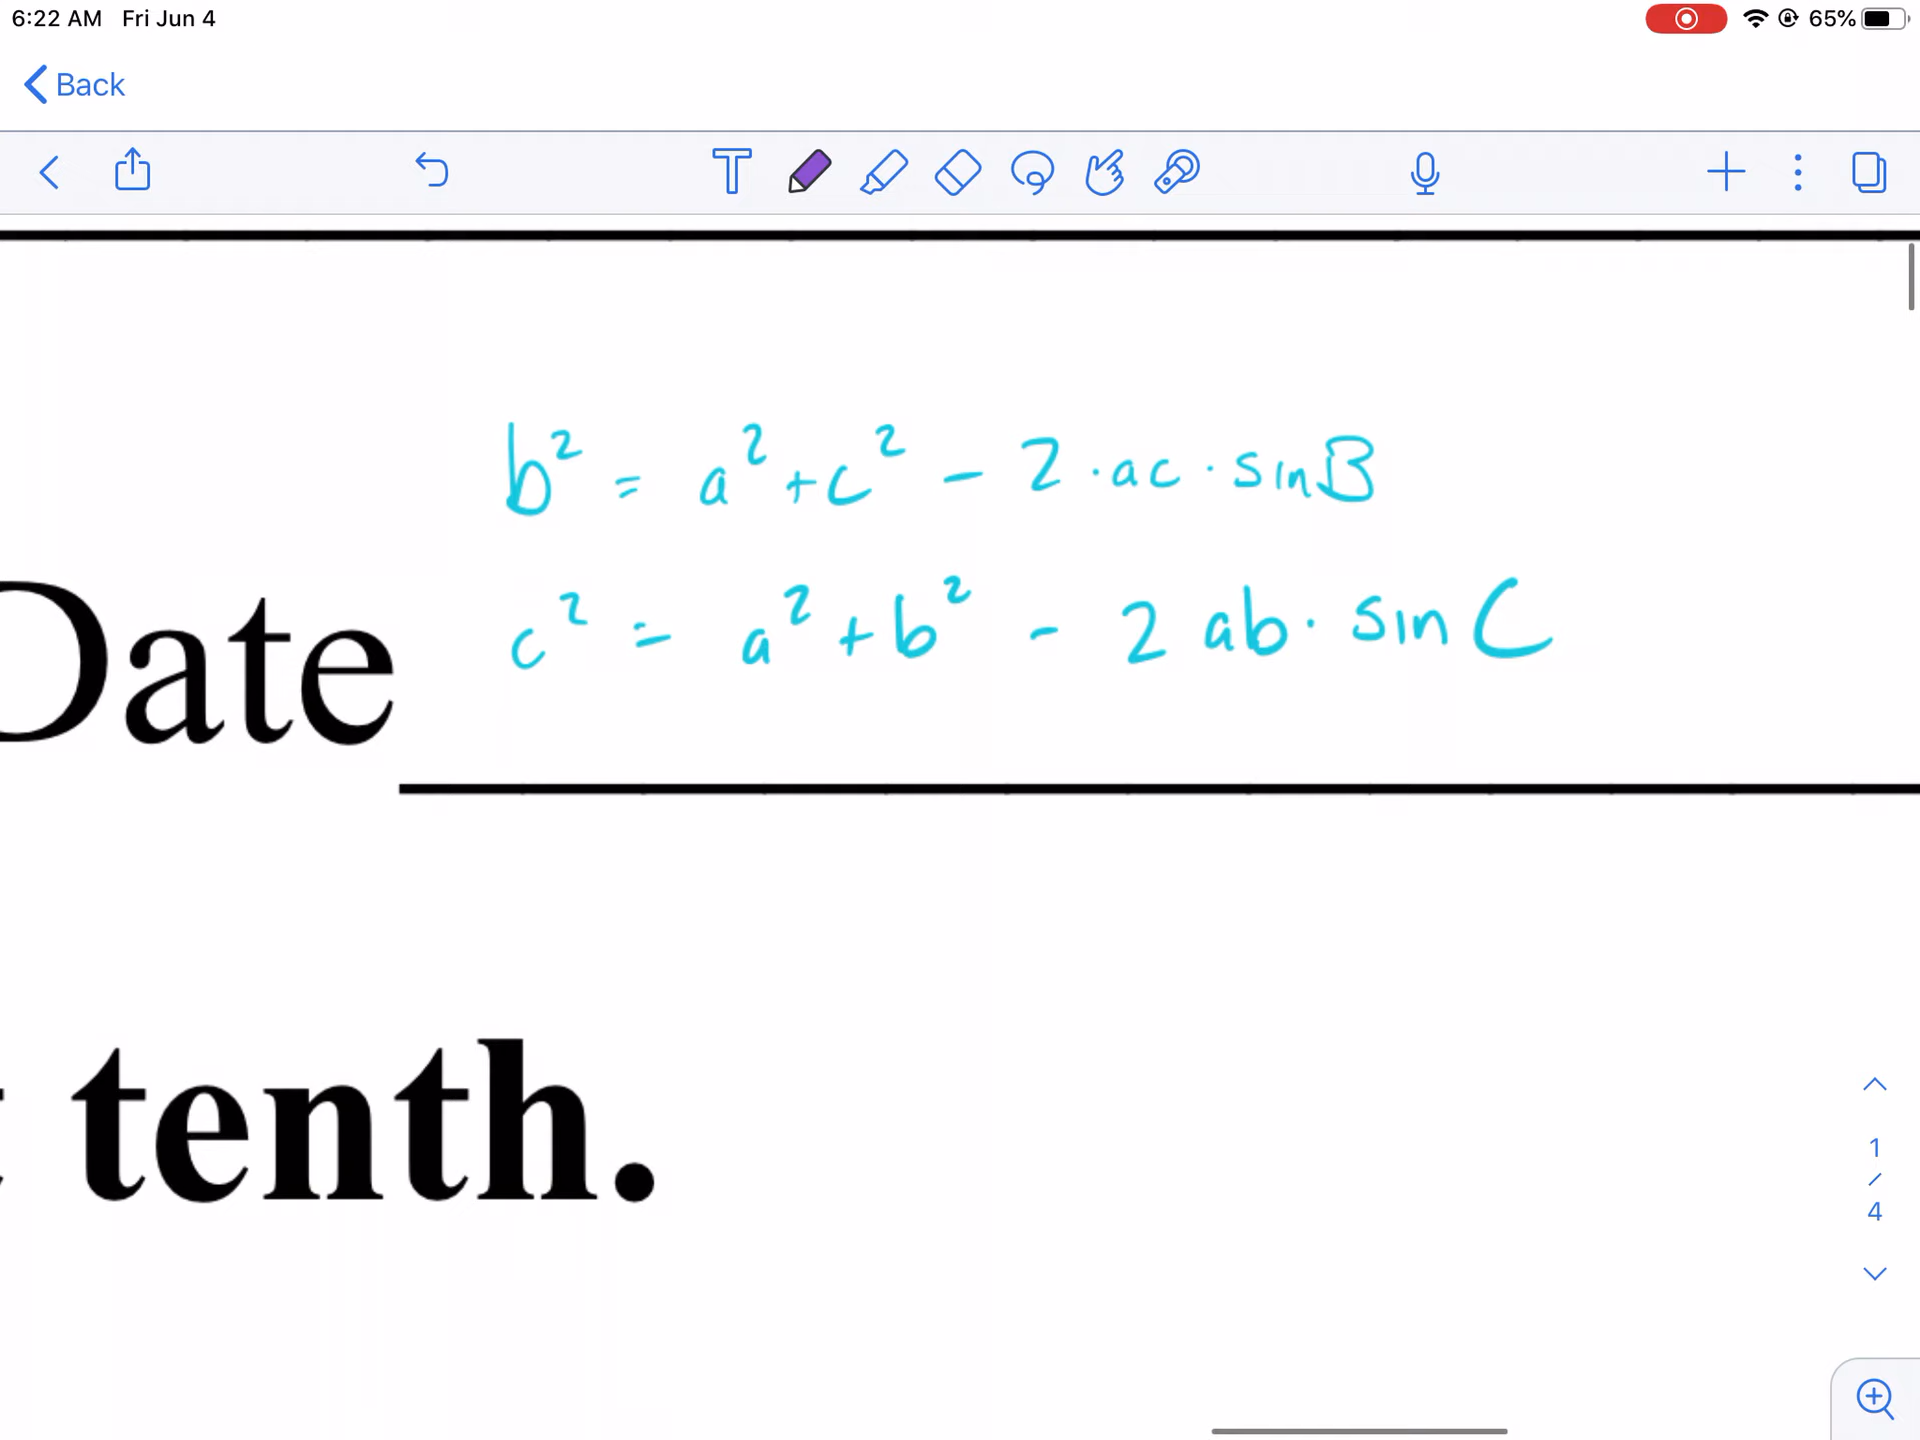 6:22 AM Fri Jun 4
65%
Back
b² = a² + c² - 2 · ac · sin B
c² = a² + b² - 2 ab · sin C
Date
tenth.
1
/
4